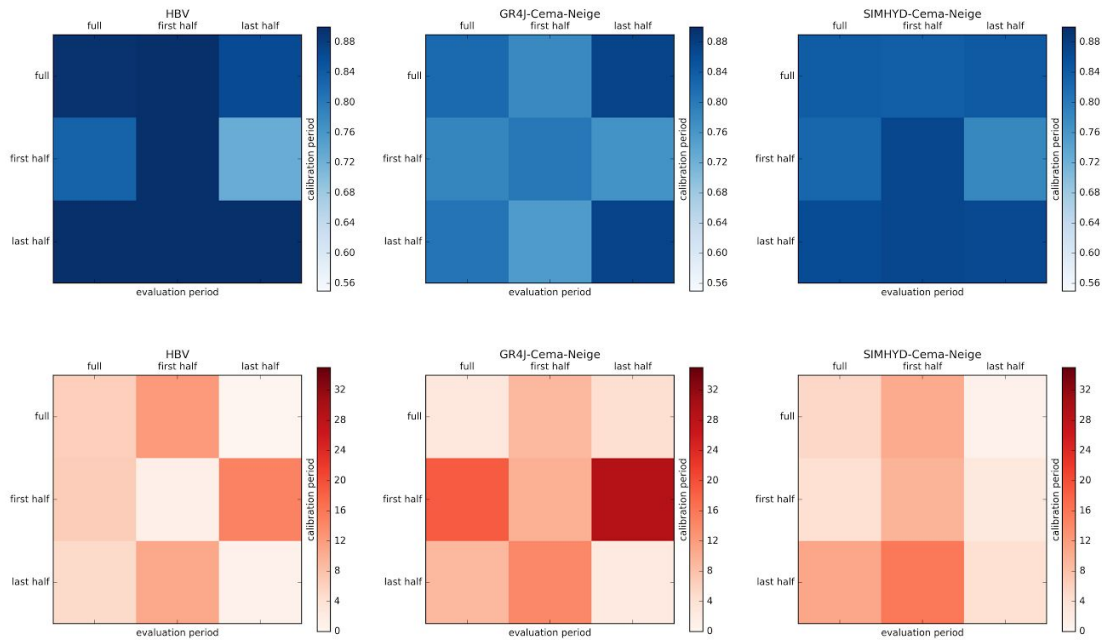 HBV
full first half last half
full
first half
last half
evaluation period
0.88
0.84
0.80
0.76
0.72
0.68
0.64
0.60
0.56
calibration period
GR4J-Cema-Neige
full first half last half
full
first half
last half
evaluation period
0.88
0.84
0.80
0.76
0.72
0.68
0.64
0.60
0.56
calibration period
SIMHYD-Cema-Neige
full first half last half
full
first half
last half
evaluation period
0.88
0.84
0.80
0.76
0.72
0.68
0.64
0.60
0.56
calibration period
HBV
full first half last half
full
first half
last half
evaluation period
32
28
24
20
16
12
8
4
0
calibration period
GR4J-Cema-Neige
full first half last half
full
first half
last half
evaluation period
32
28
24
20
16
12
8
4
0
calibration period
SIMHYD-Cema-Neige
full first half last half
full
first half
last half
evaluation period
32
28
24
20
16
12
8
4
0
calibration period